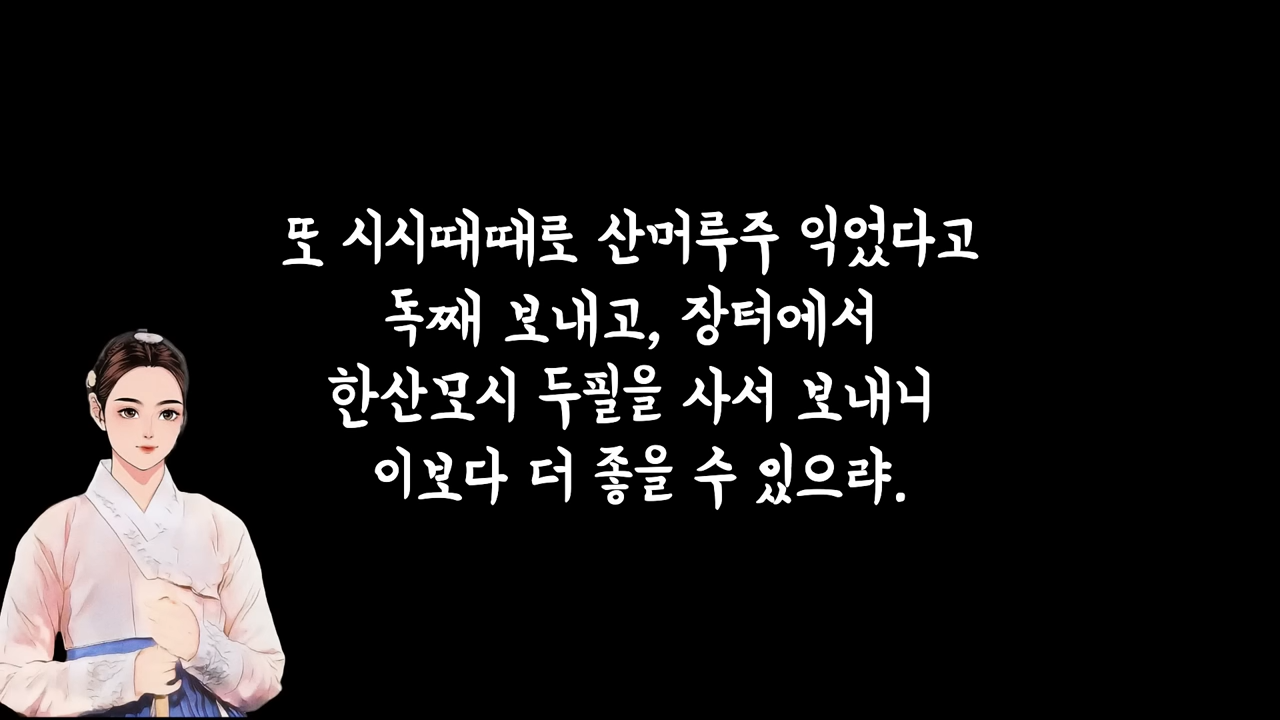 또 시시때때로 산머루주 익었다고
독째 보내고, 장터에서
한산모시 두필을 사서 보내니
이보다 더 좋을 수 있으랴.